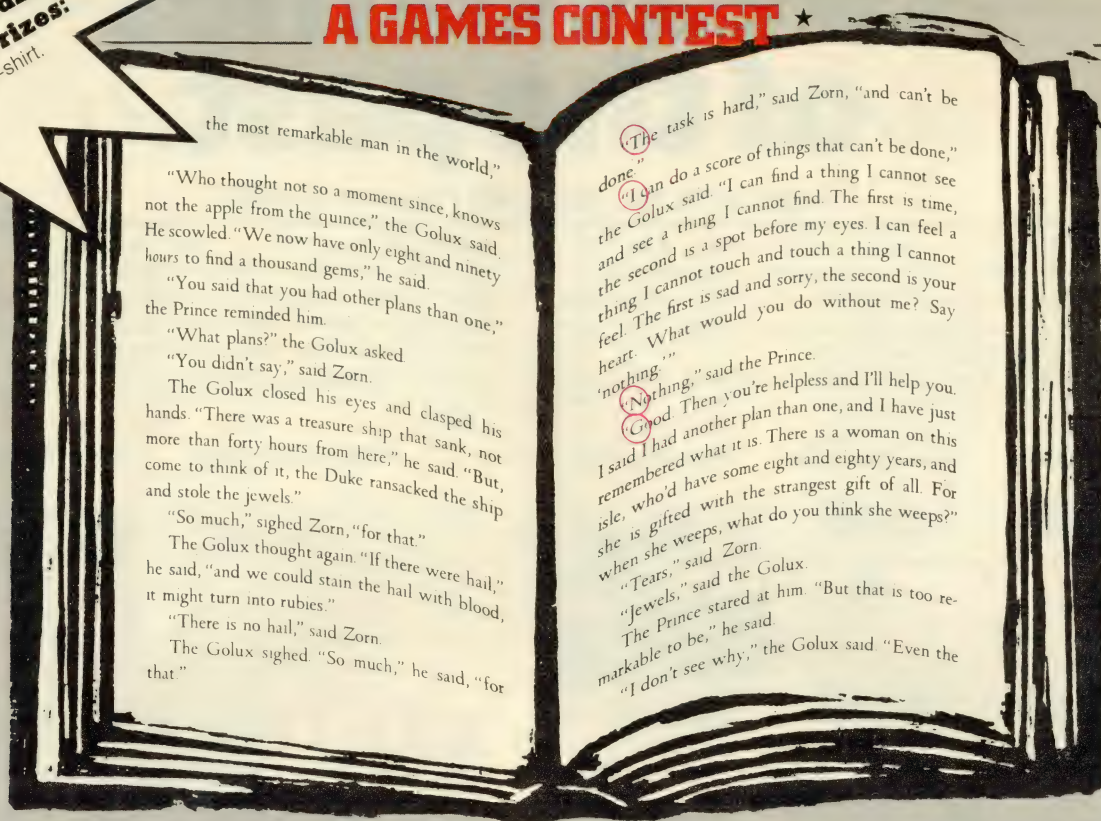 rizes:
-shirt.
A GAMES CONTEST ★
the most remarkable man in the world,"
"Who thought not so a moment since, knows
not the apple from the quince," the Golux said.
He scowled. "We now have only eight and ninety
hours to find a thousand gems," he said.
"You said that you had other plans than one,"
the Prince reminded him.
"What plans?" the Golux asked.
"You didn't say," said Zorn.
The Golux closed his eyes and clasped his
hands. "There was a treasure ship that sank, not
more than forty hours from here," he said. "But,
come to think of it, the Duke ransacked the ship
and stole the jewels."
"So much," sighed Zorn, "for that."
The Golux thought again. "If there were hail,"
he said, "and we could stain the hail with blood,
it might turn into rubies."
"There is no hail," said Zorn.
The Golux sighed. "So much," he said, "for
that."
"The task is hard," said Zorn, "and can't be
done."
"I can do a score of things that can't be done,"
the Golux said. "I can find a thing I cannot see
and see a thing I cannot find. The first is time,
the second is a spot before my eyes. I can feel a
thing I cannot touch and touch a thing I cannot
feel. The first is sad and sorry, the second is your
heart. What would you do without me? Say
'nothing.'"
"Nothing," said the Prince.
"Good. Then you're helpless and I'll help you.
I said I had another plan than one, and I have just
remembered what it is. There is a woman on this
isle, who'd have some eight and eighty years, and
she is gifted with the strangest gift of all. For
when she weeps, what do you think she weeps?"
"Tears," said Zorn.
"Jewels," said the Golux.
The Prince stared at him. "But that is too re-
markable to be," he said.
"I don't see why," the Golux said. "Even the